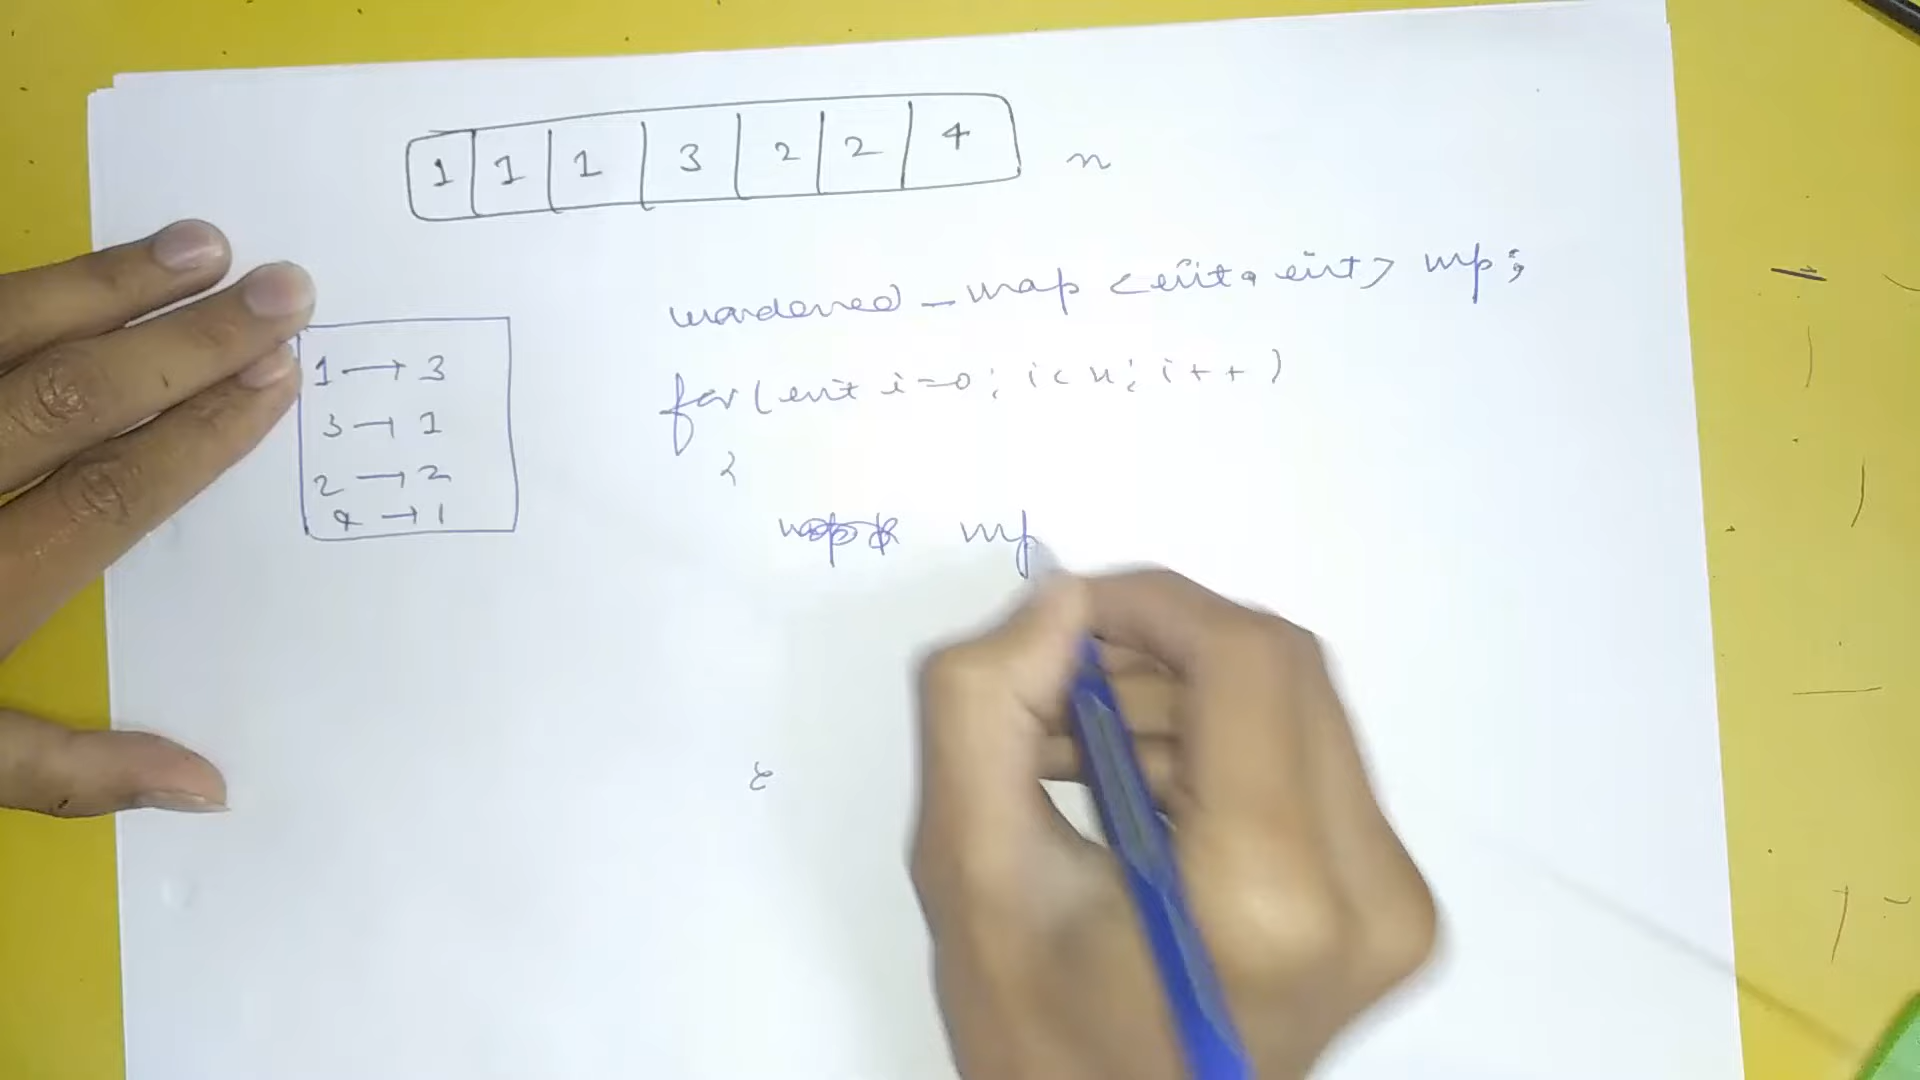 1 1 1 3 2 2 4 n
unordered_map <int, int> mp;
1 → 3
for(int i=0; i<n; i++)
3 → 1
{
2 → 2
4 → 1
mp
}